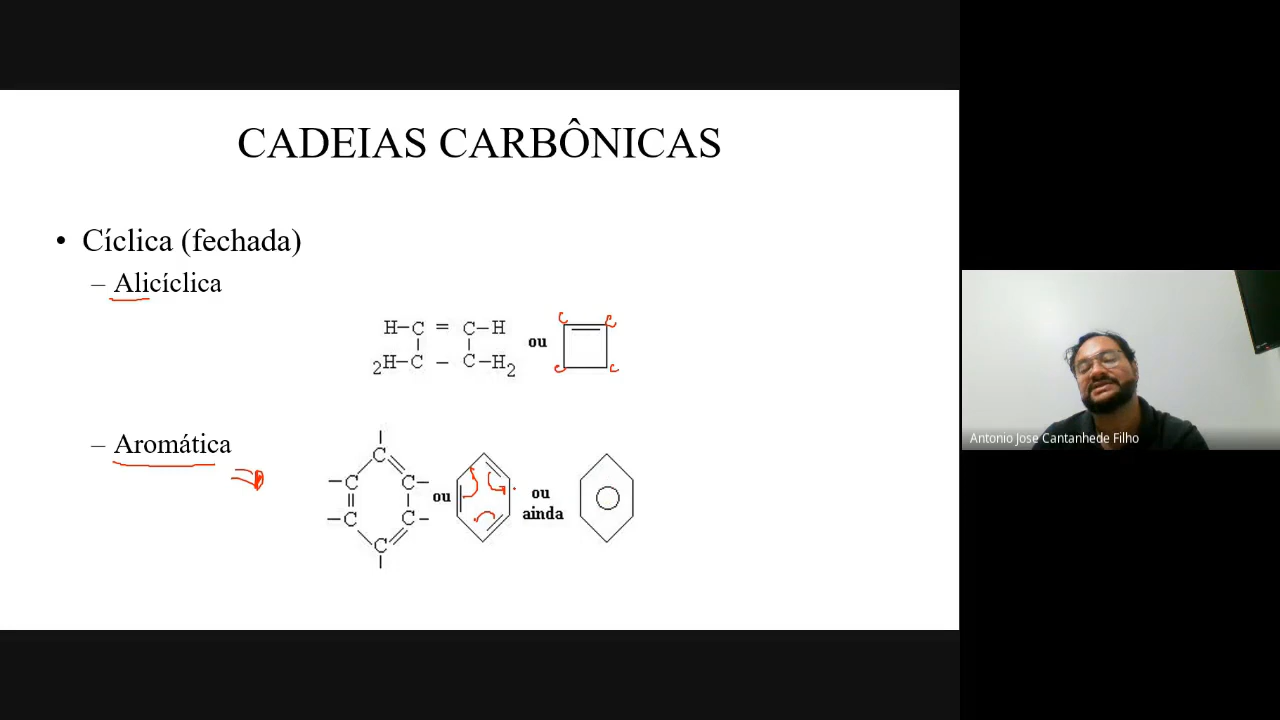 CADEIAS CARBÔNICAS
• Cíclica (fechada)
– Alicíclica
H–C = C–H
2H–C – C–H2
ou
C C
C C
– Aromática
C
C C
C C
C
ou
ou
ainda
Antonio Jose Cantanhede Filho